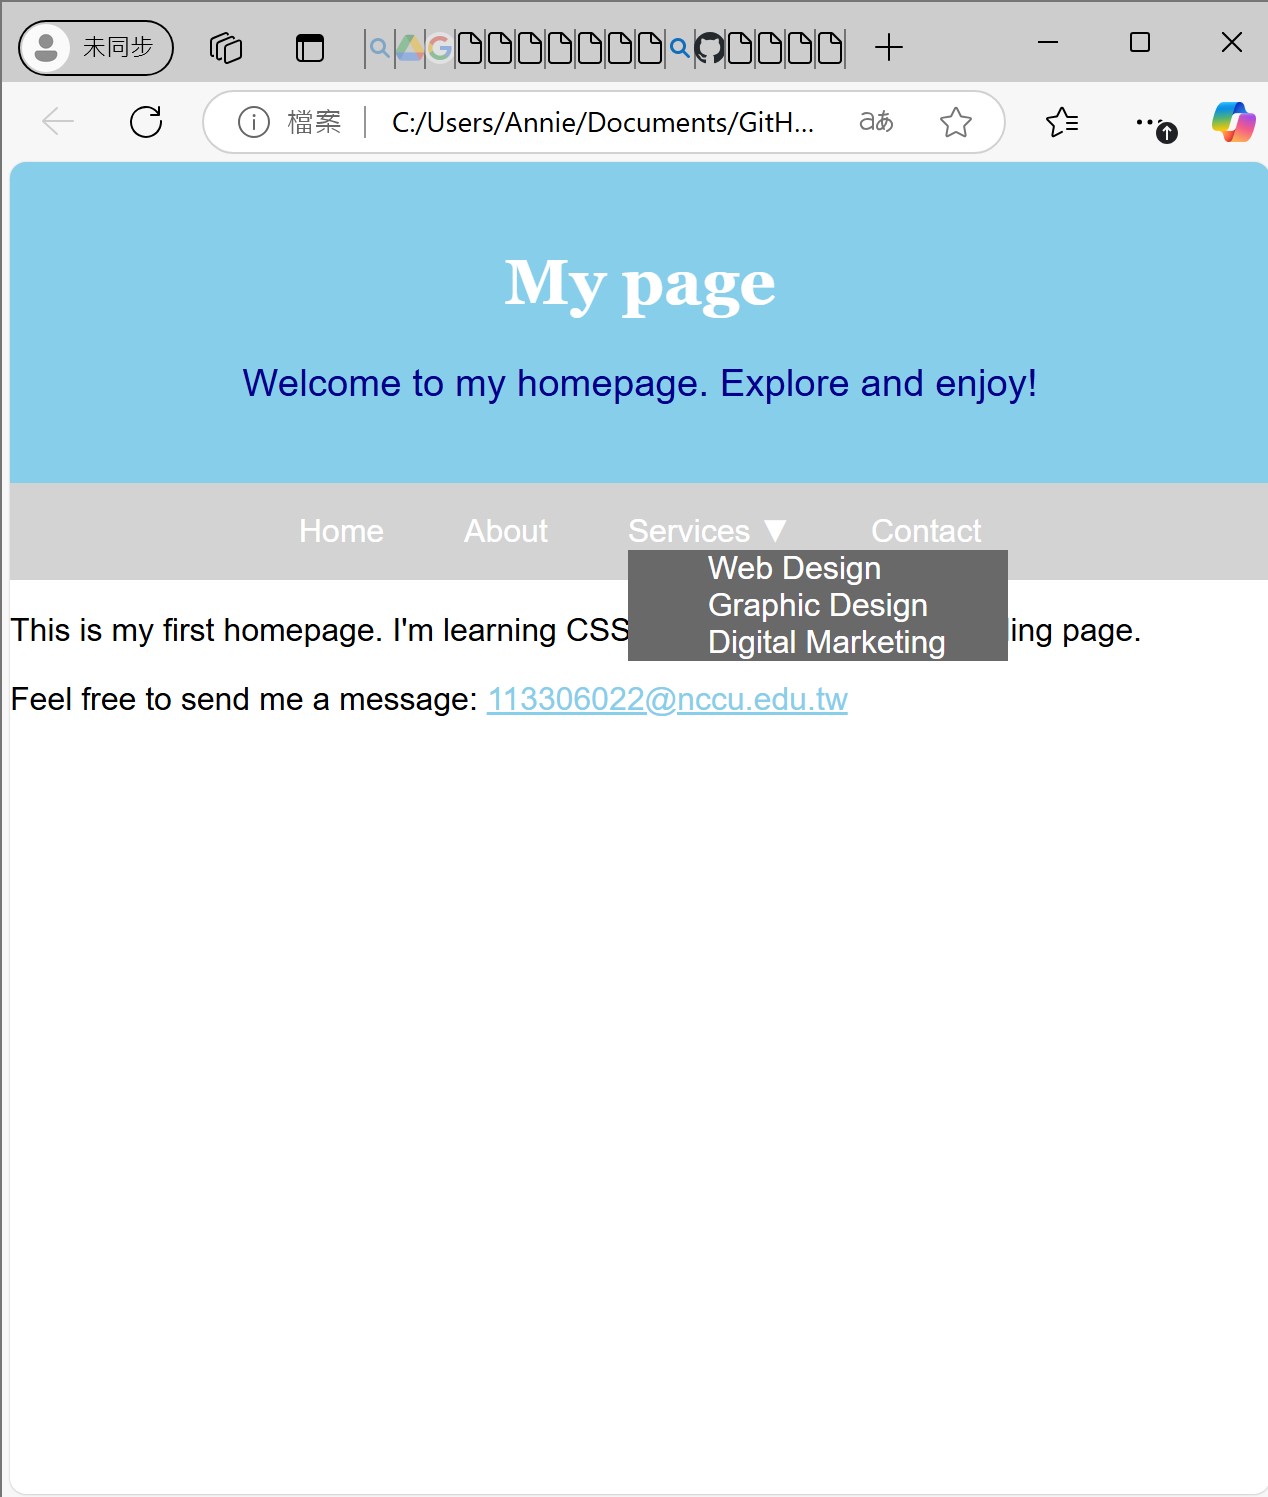 未同步
檔案 C:/Users/Annie/Documents/GitH... aあ
My page
Welcome to my homepage. Explore and enjoy!
Home About Services ▼ Contact
Web Design
Graphic Design
Digital Marketing
This is my first homepage. I'm learning CSS ing page.
Feel free to send me a message: 113306022@nccu.edu.tw